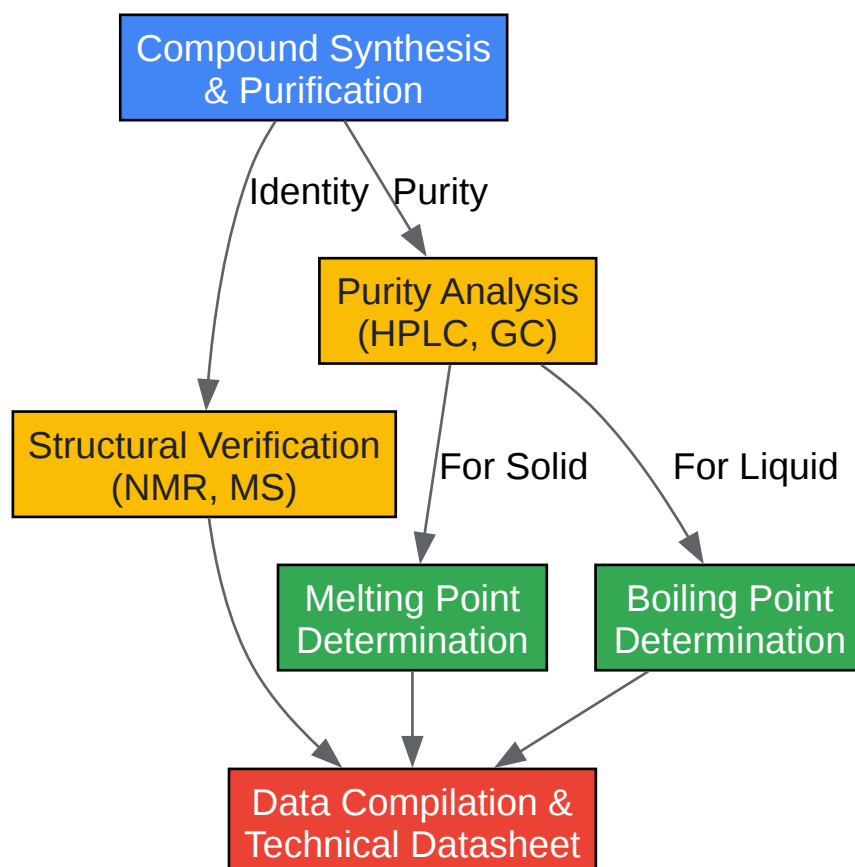 Compound Synthesis
& Purification
Identity
Purity
Purity Analysis
(HPLC, GC)
Structural Verification
(NMR, MS)
For Solid
For Liquid
Melting Point
Determination
Boiling Point
Determination
Data Compilation &
Technical Datasheet